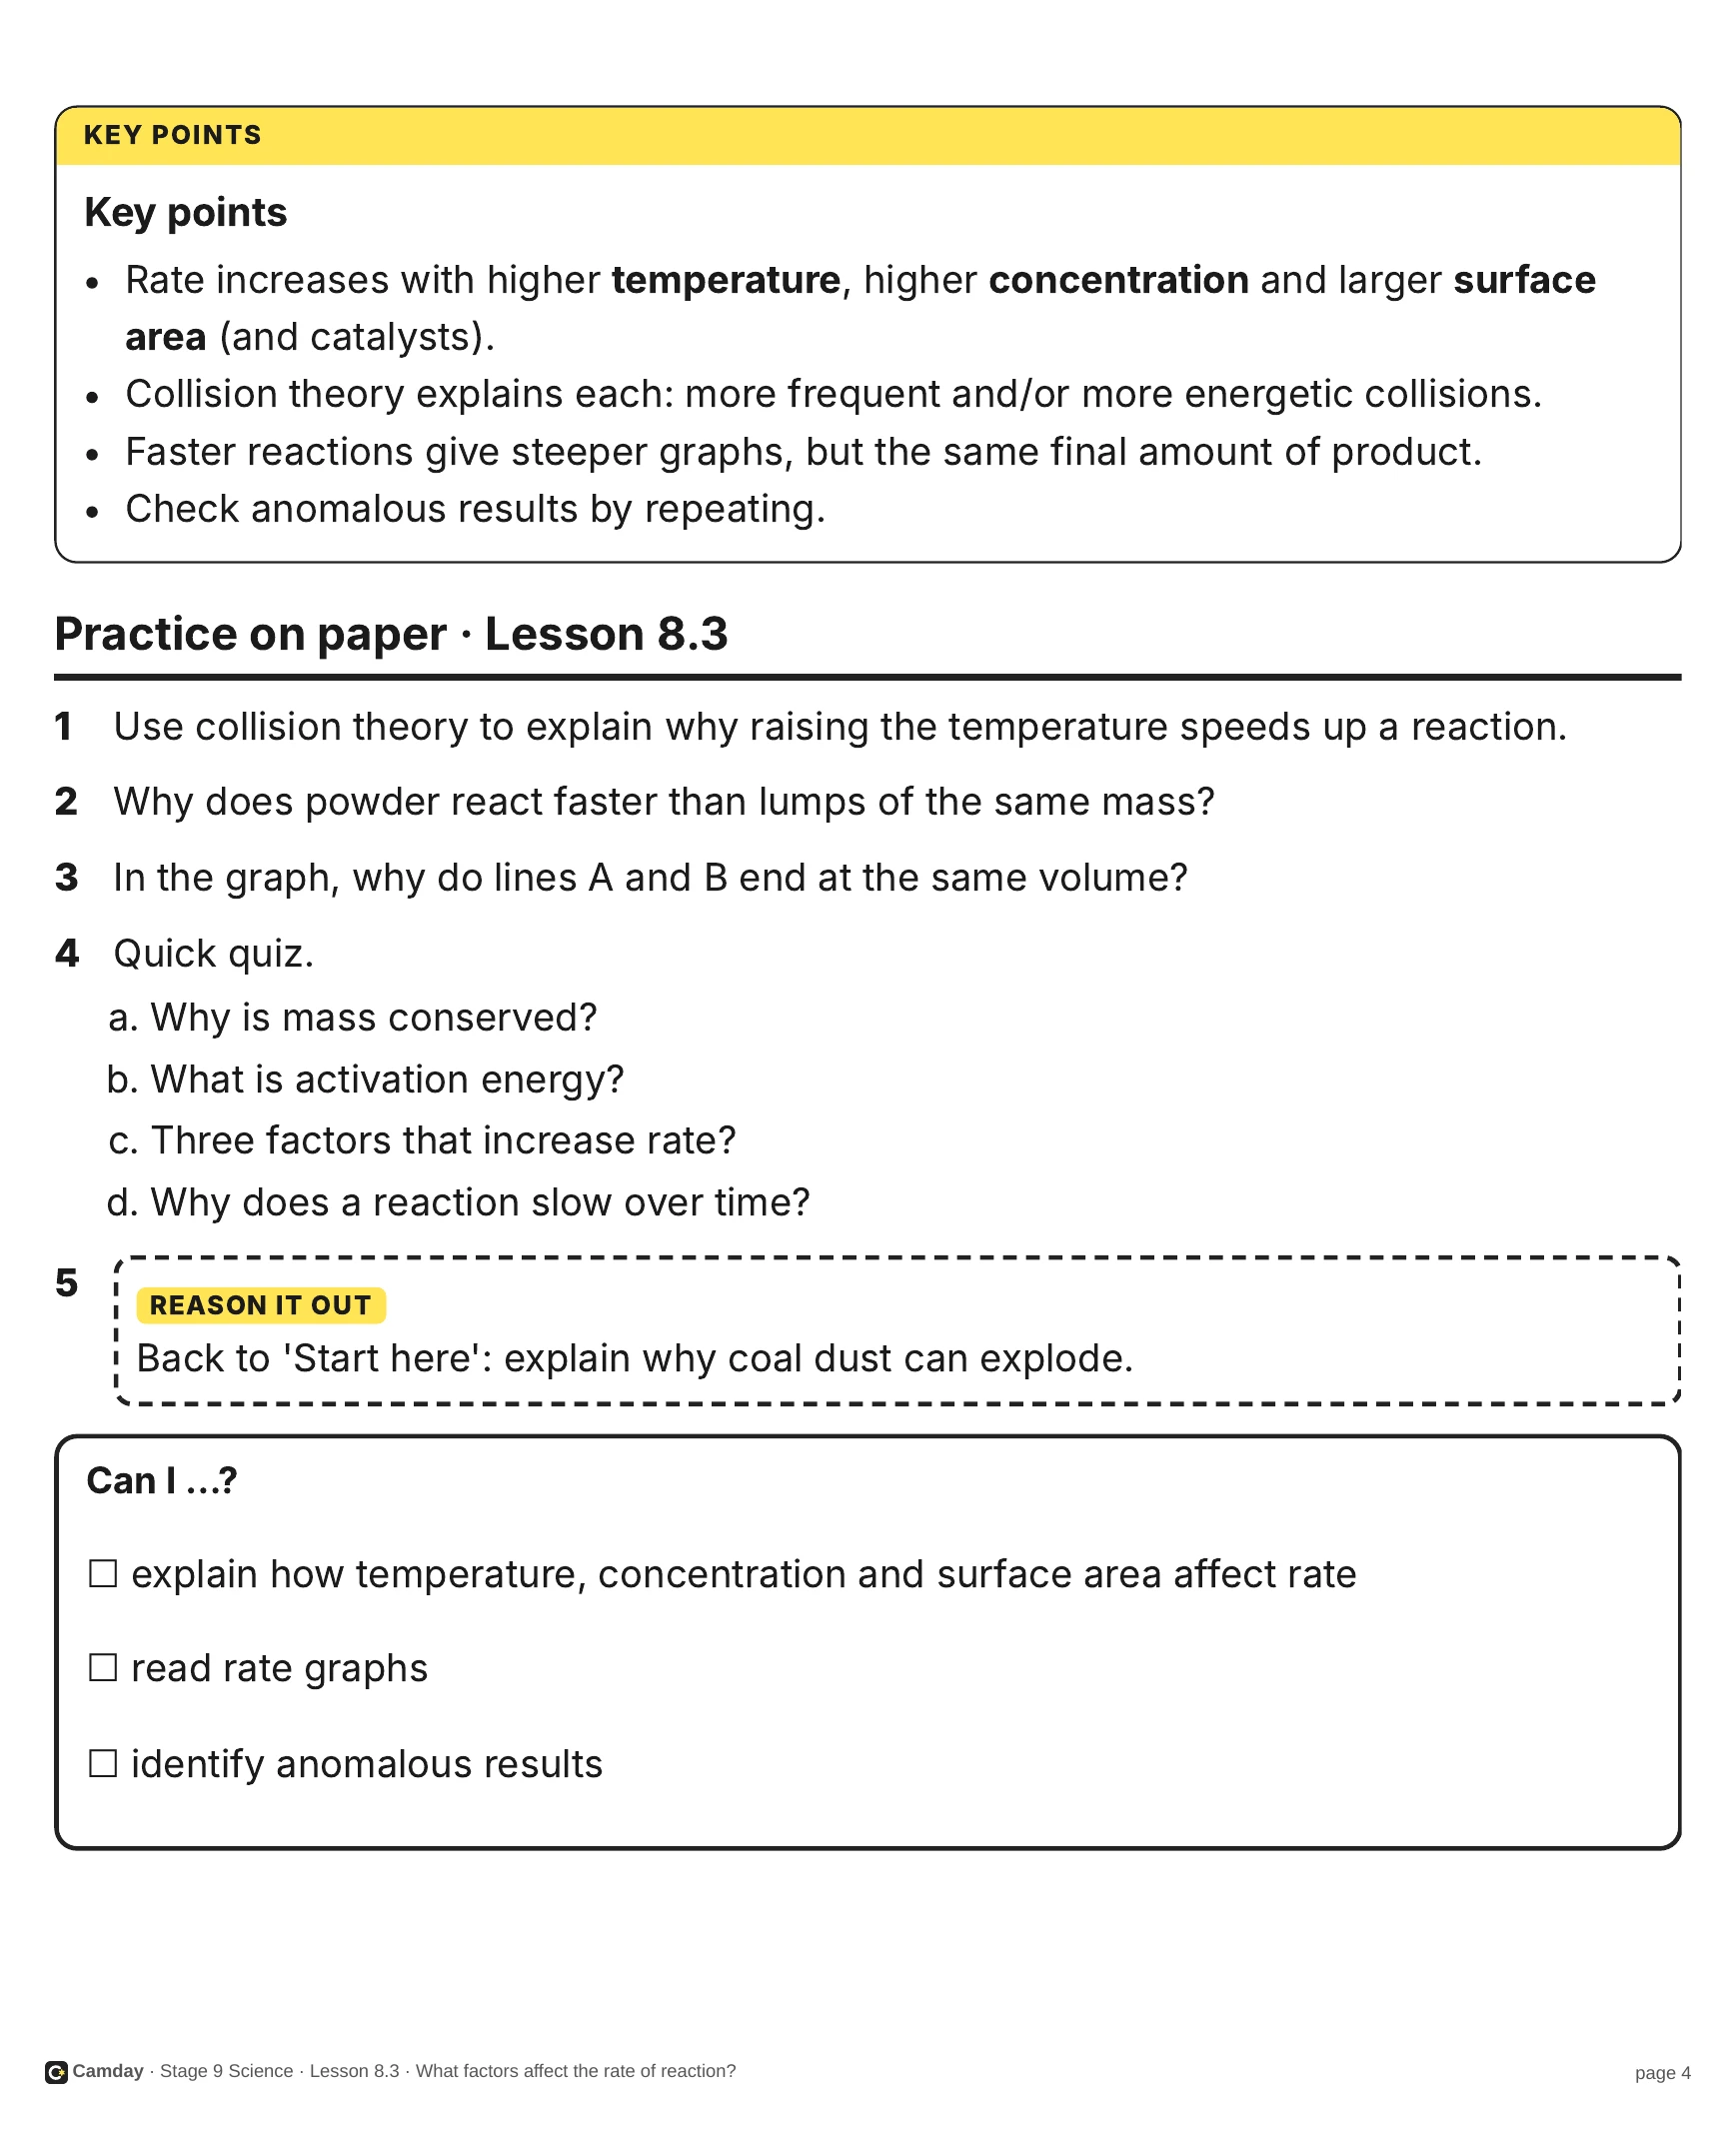 KEY POINTS
Key points
• Rate increases with higher temperature, higher concentration and larger surface
area (and catalysts).
• Collision theory explains each: more frequent and/or more energetic collisions.
• Faster reactions give steeper graphs, but the same final amount of product.
• Check anomalous results by repeating.
Practice on paper · Lesson 8.3
1 Use collision theory to explain why raising the temperature speeds up a reaction.
2 Why does powder react faster than lumps of the same mass?
3 In the graph, why do lines A and B end at the same volume?
4 Quick quiz.
a. Why is mass conserved?
b. What is activation energy?
c. Three factors that increase rate?
d. Why does a reaction slow over time?
5
REASON IT OUT
Back to 'Start here': explain why coal dust can explode.
Can I ...?
☐ explain how temperature, concentration and surface area affect rate
☐ read rate graphs
☐ identify anomalous results
Camday · Stage 9 Science · Lesson 8.3 · What factors affect the rate of reaction?
page 4